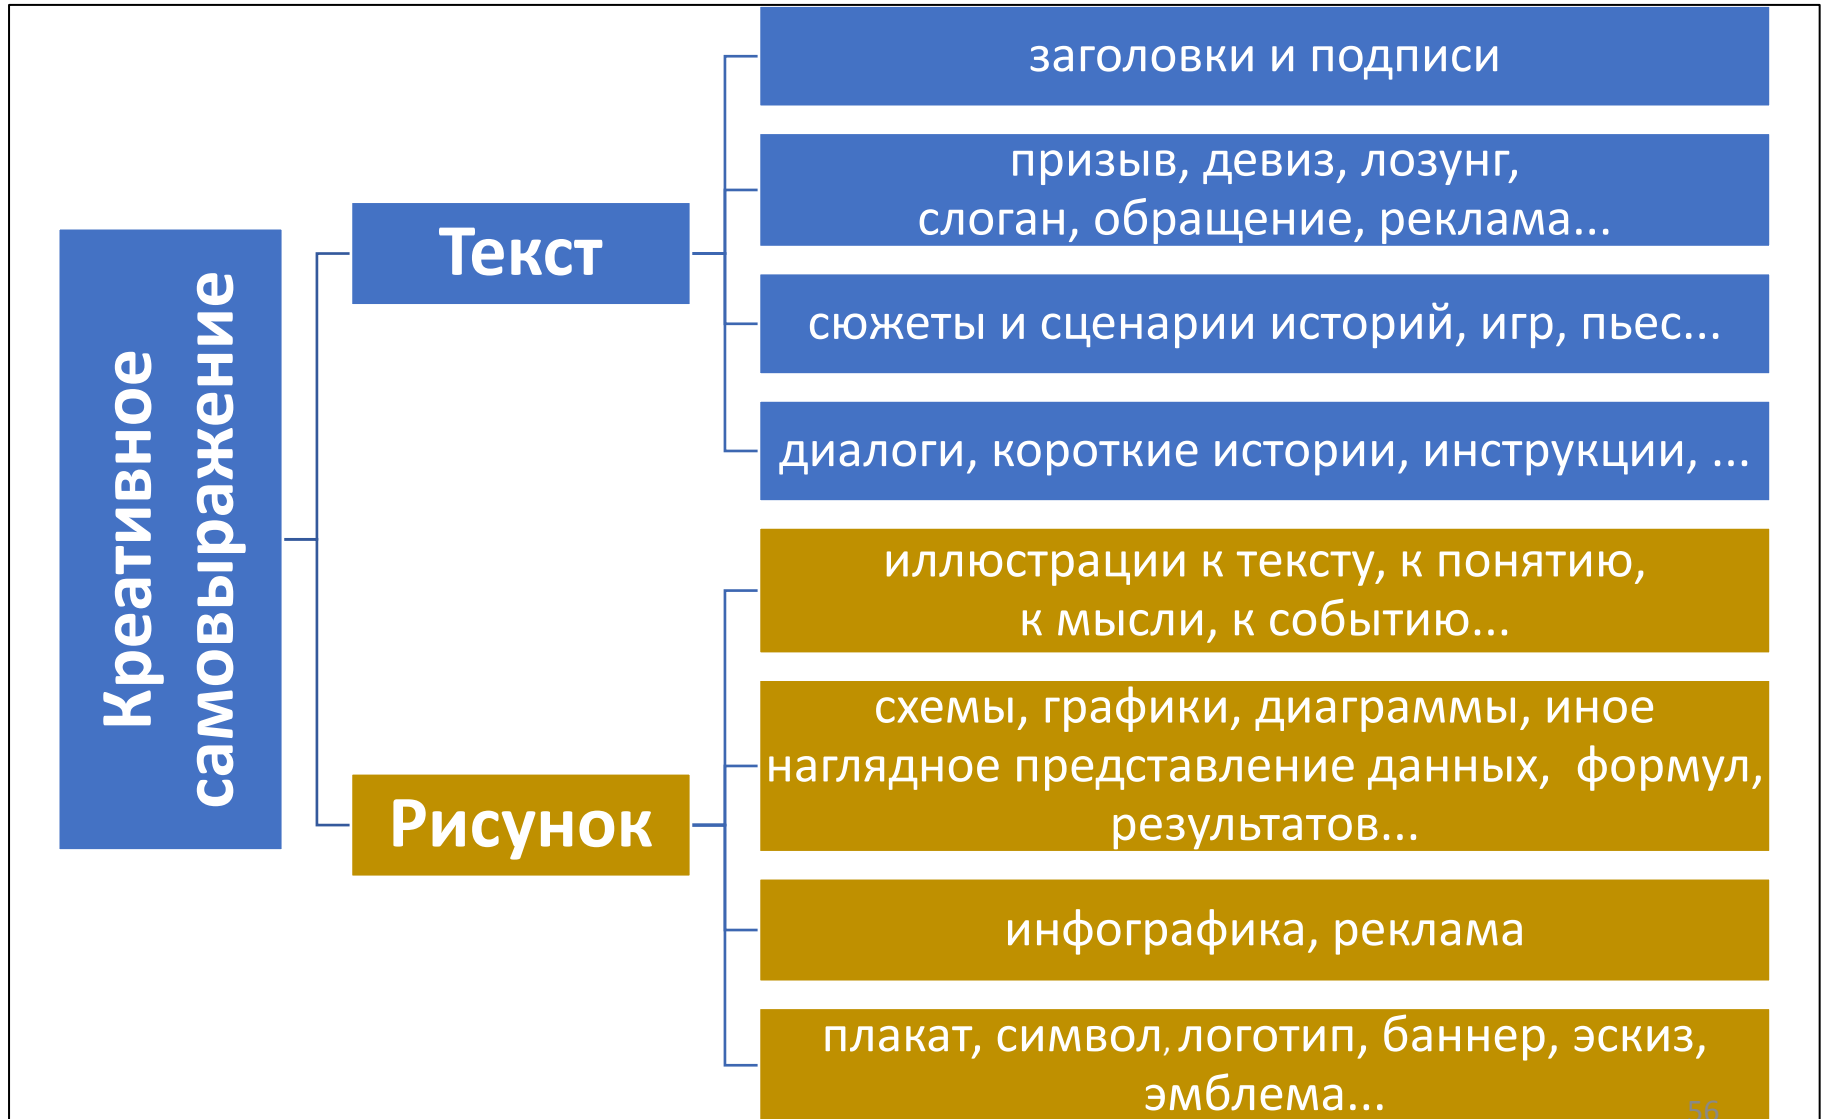 Креативное
самовыражение
Текст
заголовки и подписи
призыв, девиз, лозунг,
слоган, обращение, реклама...
сюжеты и сценарии историй, игр, пьес...
диалоги, короткие истории, инструкции, ...
Рисунок
иллюстрации к тексту, к понятию,
к мысли, к событию...
схемы, графики, диаграммы, иное
наглядное представление данных, формул,
результатов...
инфографика, реклама
плакат, символ, логотип, баннер, эскиз,
эмблема...
56